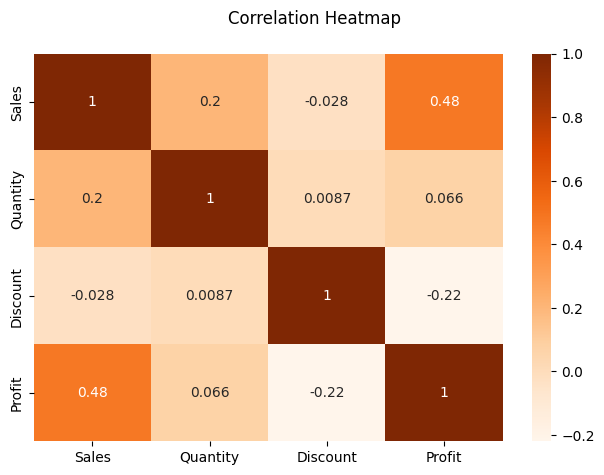 Correlation Heatmap
Sales 1 0.2 -0.028 0.48
Quantity 0.2 1 0.0087 0.066
Discount -0.028 0.0087 1 -0.22
Profit 0.48 0.066 -0.22 1
Sales Quantity Discount Profit
1.0
0.8
0.6
0.4
0.2
0.0
−0.2